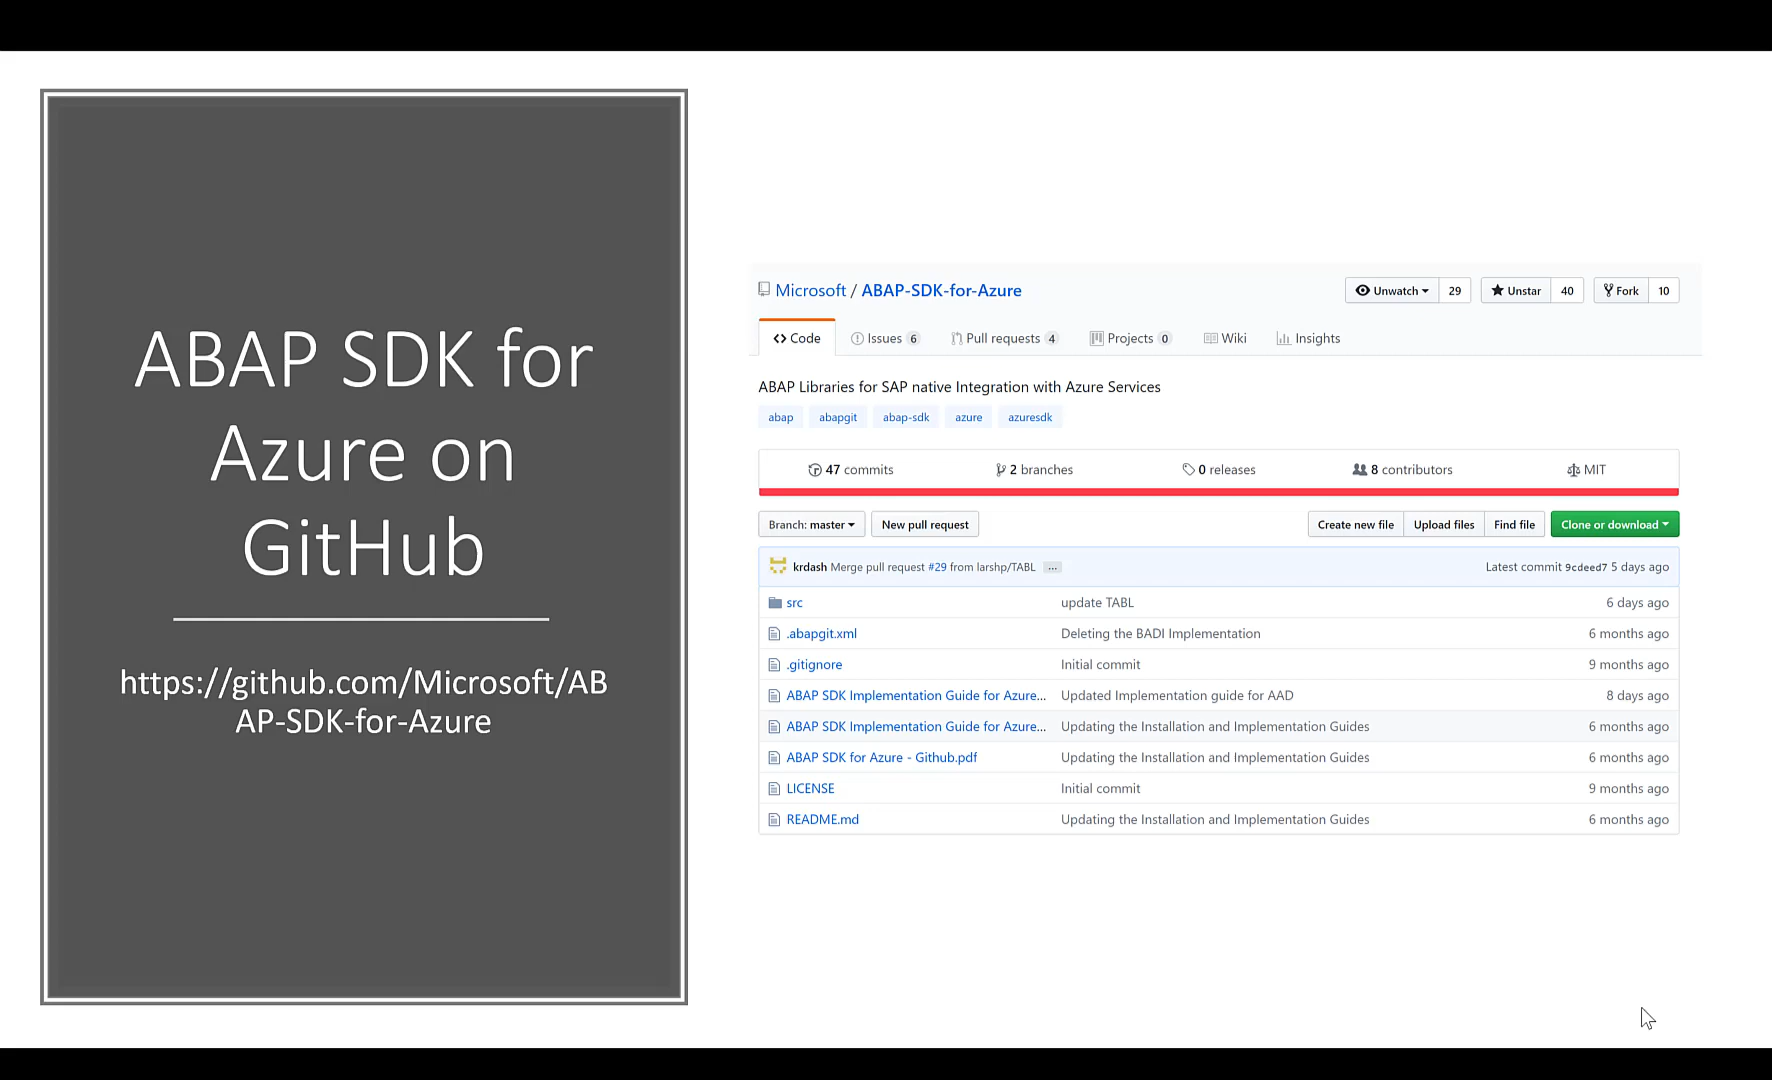 ABAP SDK for
Azure on
GitHub
https://github.com/Microsoft/AB
AP-SDK-for-Azure
Microsoft / ABAP-SDK-for-Azure
Unwatch 29 Unstar 40 Fork 10
Code Issues 6 Pull requests 4 Projects 0 Wiki Insights
ABAP Libraries for SAP native Integration with Azure Services
abap abapgit abap-sdk azure azuresdk
47 commits 2 branches 0 releases 8 contributors MIT
Branch: master New pull request Create new file Upload files Find file Clone or download
krdash Merge pull request #29 from larshp/TABL ... Latest commit 9cdeed7 5 days ago
src update TABL 6 days ago
.abapgit.xml Deleting the BADI Implementation 6 months ago
.gitignore Initial commit 9 months ago
ABAP SDK Implementation Guide for Azure... Updated Implementation guide for AAD 8 days ago
ABAP SDK Implementation Guide for Azure... Updating the Installation and Implementation Guides 6 months ago
ABAP SDK for Azure - Github.pdf Updating the Installation and Implementation Guides 6 months ago
LICENSE Initial commit 9 months ago
README.md Updating the Installation and Implementation Guides 6 months ago